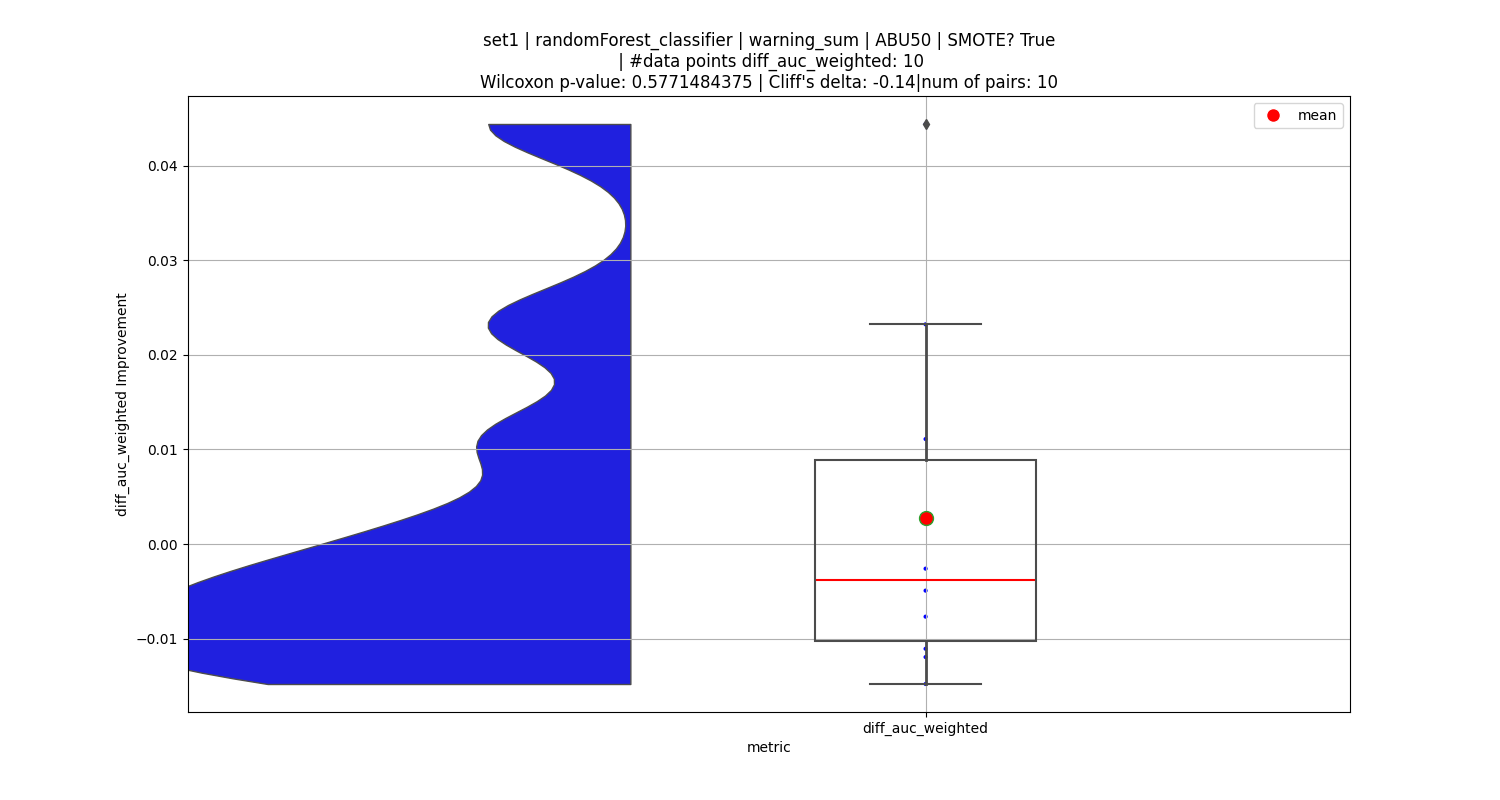 set1 | randomForest_classifier | warning_sum | ABU50 | SMOTE? True
| #data points diff_auc_weighted: 10
Wilcoxon p-value: 0.5771484375 | Cliff's delta: -0.14|num of pairs: 10
mean
0.04
0.03
0.02
0.01
0.00
−0.01
diff_auc_weighted Improvement
diff_auc_weighted
metric